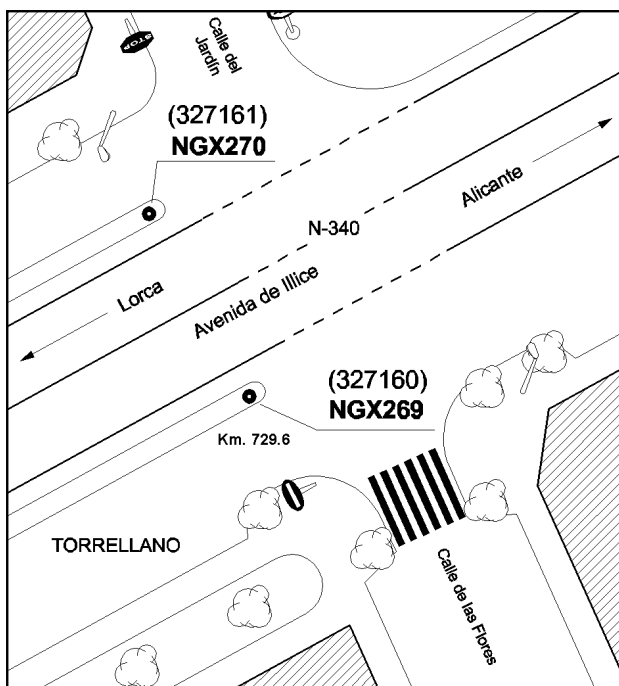 STOP
Calle del
Jardín
(327161)
NGX270
N-340
Alicante
Lorca
Avenida de Illice
(327160)
NGX269
Km. 729.6
TORRELLANO
Calle de las Flores